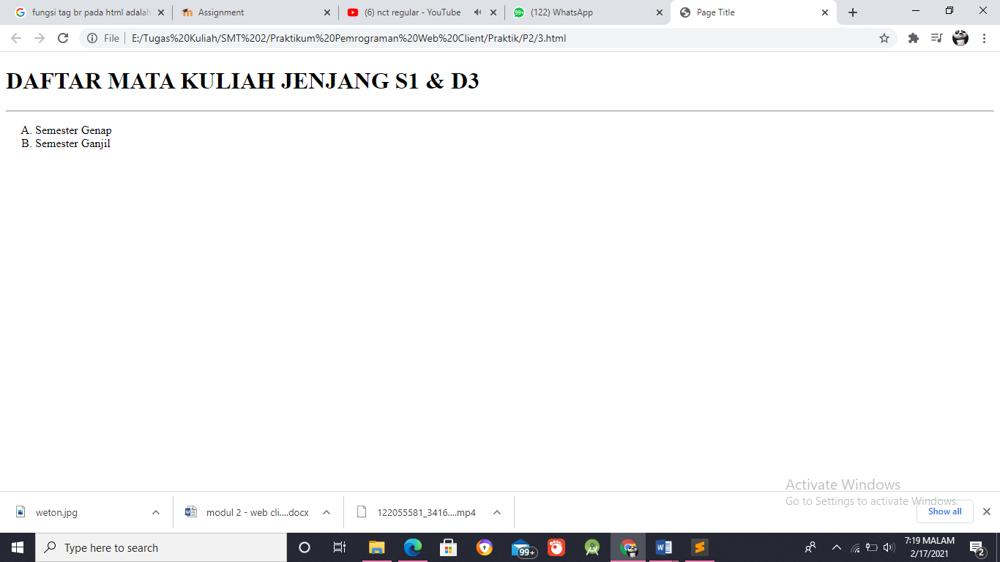 fungsi tag br pada html adalah
Assignment
(6) nct regular - YouTube
99+
(122) WhatsApp
Page Title
File
E:/Tugas%20Kuliah/SMT%202/Praktikum%20Pemrograman%20Web%20Client/Praktik/P2/3.html
DAFTAR MATA KULIAH JENJANG S1 & D3
A. Semester Genap
B. Semester Ganjil
Activate Windows
Go to Settings to activate Windows.
weton.jpg
modul 2 - web cli....docx
122055581_3416....mp4
Show all
Type here to search
99+
7:19 MALAM
2/17/2021
2